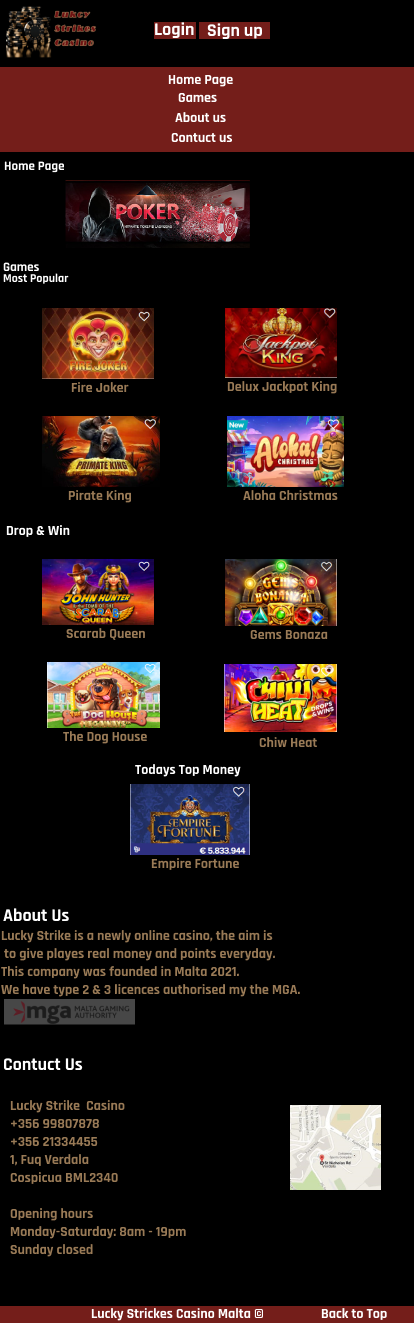 Lukcy
Strikes
Casino
Login Sign up
Home Page
Games
About us
Contuct us
Home Page
POKER
Games
Most Popular
FIRE JOKER
Jackpot
KING
Fire Joker
Delux Jackpot King
PRIMATE KING
New
Aloha!
CHRISTMAS
Pirate King
Aloha Christmas
Drop & Win
JOHN HUNTER
SCARAB
QUEEN
GEMS
BONANZA
Scarab Queen
Gems Bonaza
THE DOG HOUSE
MEGAWAYS
CHILLI
HEAT
DROPS
& WINS
The Dog House
Chiw Heat
Todays Top Money
EMPIRE
FORTUNE
€ 5.833.944
Empire Fortune
About Us
Lucky Strike is a newly online casino, the aim is
to give playes real money and points everyday.
This company was founded in Malta 2021.
We have type 2 & 3 licences authorised my the MGA.
mga MALTA GAMING
AUTHORITY
Contuct Us
Lucky Strike Casino
+356 99807878
+356 21334455
1, Fuq Verdala
Cospicua BML2340
St Nicholas Rd
Verdala
Opening hours
Monday-Saturday: 8am - 19pm
Sunday closed
Lucky Strickes Casino Malta © Back to Top